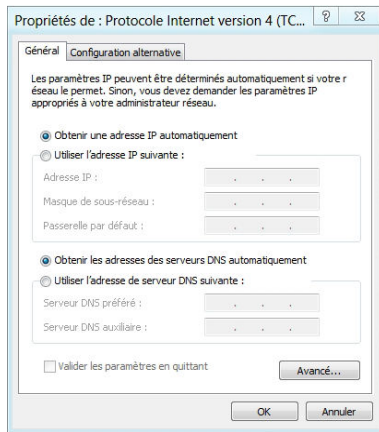 Propriétés de : Protocole Internet version 4 (TC...
Général
Configuration alternative
Les paramètres IP peuvent être déterminés automatiquement si votre r
éseau le permet. Sinon, vous devez demander les paramètres IP
appropriés à votre administrateur réseau.
Obtenir une adresse IP automatiquement
Utiliser l'adresse IP suivante :
Adresse IP :
Masque de sous-réseau :
Passerelle par défaut :
Obtenir les adresses des serveurs DNS automatiquement
Utiliser l'adresse de serveur DNS suivante :
Serveur DNS préféré :
Serveur DNS auxiliaire :
Valider les paramètres en quittant
Avancé...
OK
Annuler